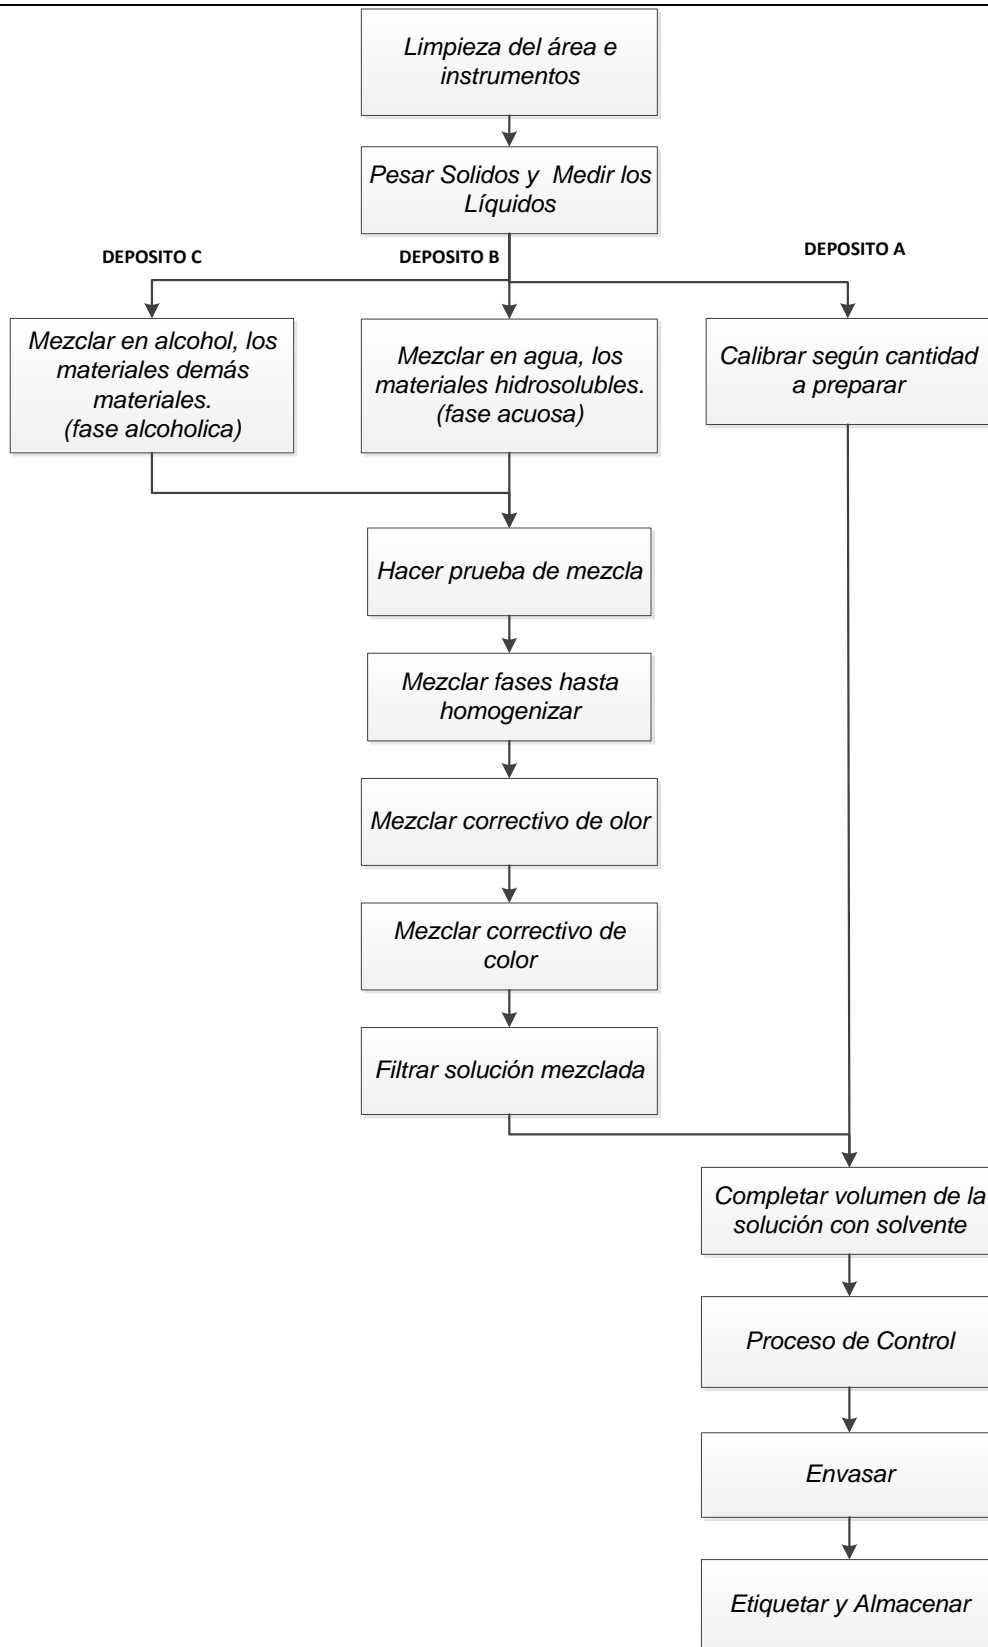 Limpieza del área e
instrumentos
Pesar Solidos y Medir los
Líquidos
DEPOSITO C
DEPOSITO B
DEPOSITO A
Mezclar en alcohol, los
materiales demás
materiales.
(fase alcoholica)
Mezclar en agua, los
materiales hidrosolubles.
(fase acuosa)
Calibrar según cantidad
a preparar
Hacer prueba de mezcla
Mezclar fases hasta
homogenizar
Mezclar correctivo de olor
Mezclar correctivo de
color
Filtrar solución mezclada
Completar volumen de la
solución con solvente
Proceso de Control
Envasar
Etiquetar y Almacenar